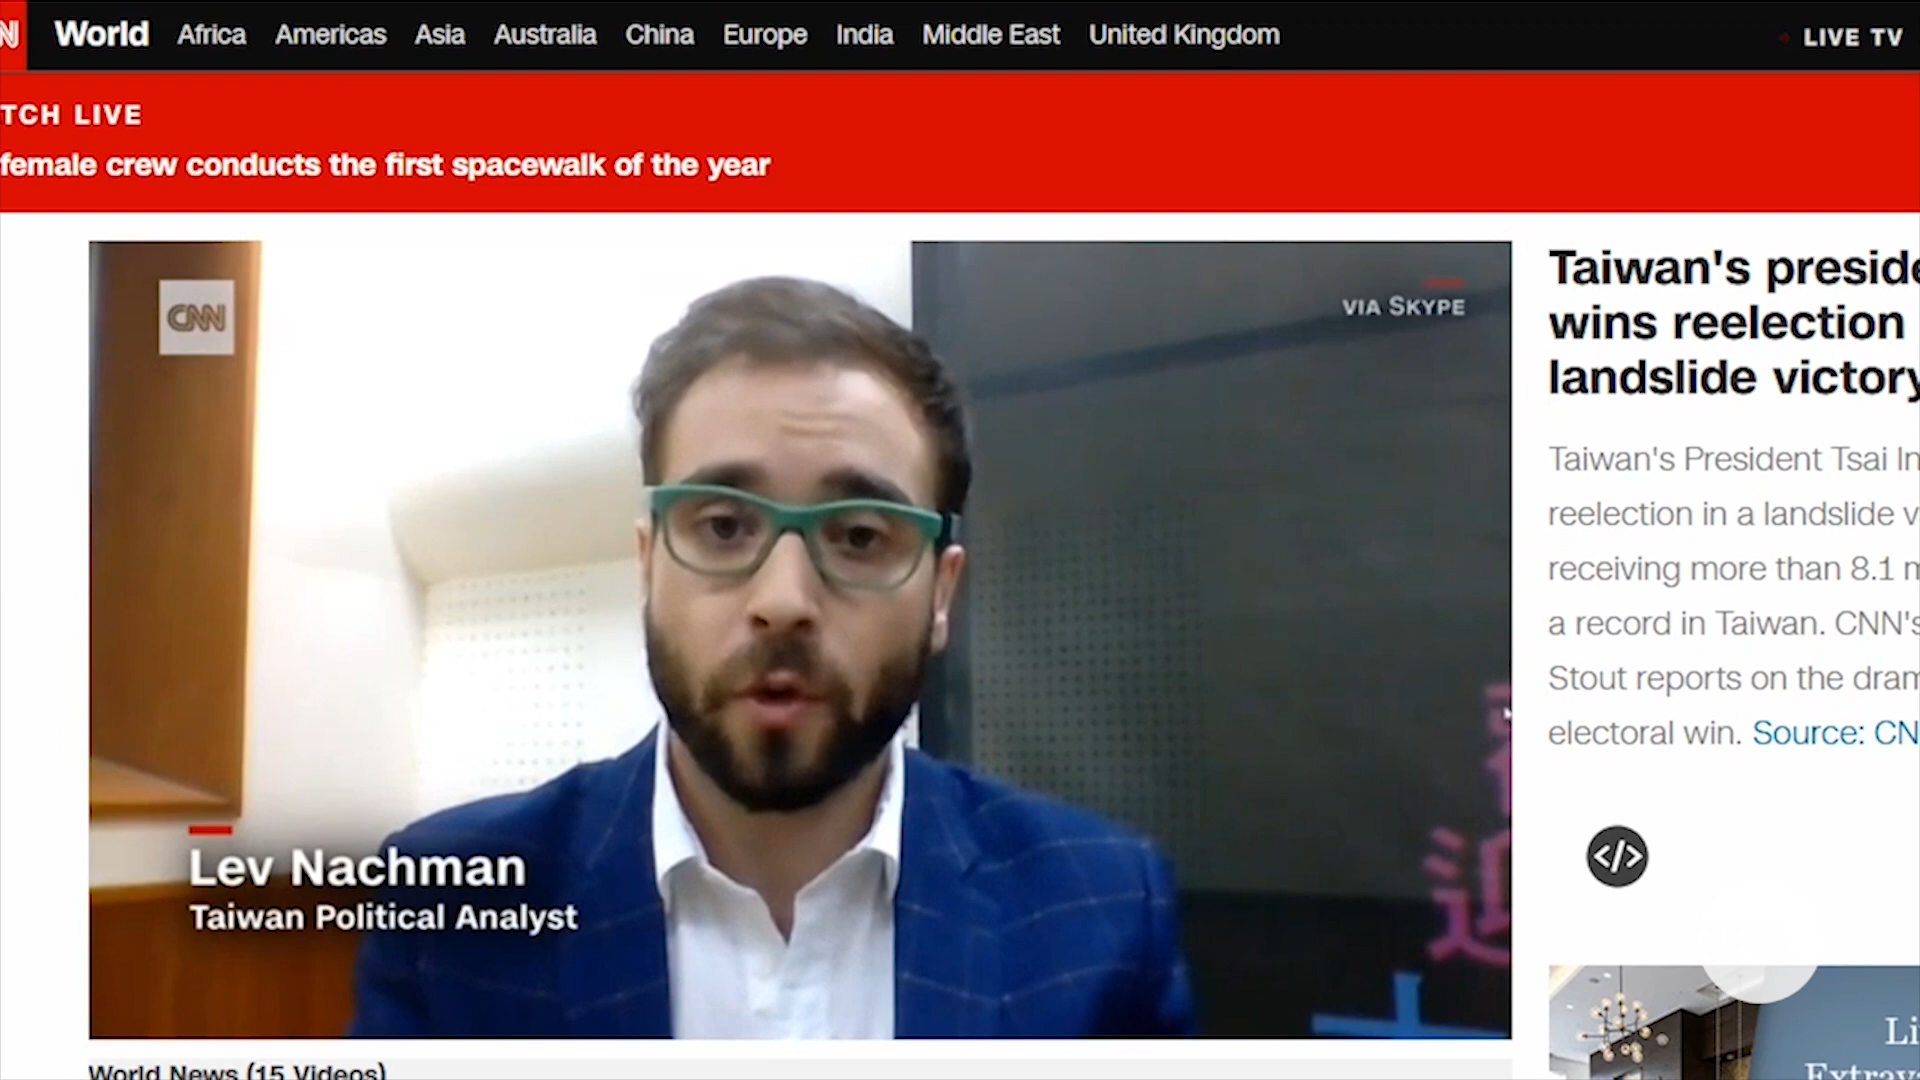 N World Africa Americas Asia Australia China Europe India Middle East United Kingdom LIVE TV
TCH LIVE
female crew conducts the first spacewalk of the year
CNN
VIA SKYPE
Lev Nachman
Taiwan Political Analyst
Taiwan's preside
wins reelection
landslide victory
Taiwan's President Tsai In
reelection in a landslide v
receiving more than 8.1 m
a record in Taiwan. CNN's
Stout reports on the dram
electoral win. Source: CN
</>
Li
Extrava
World News (15 Videos)